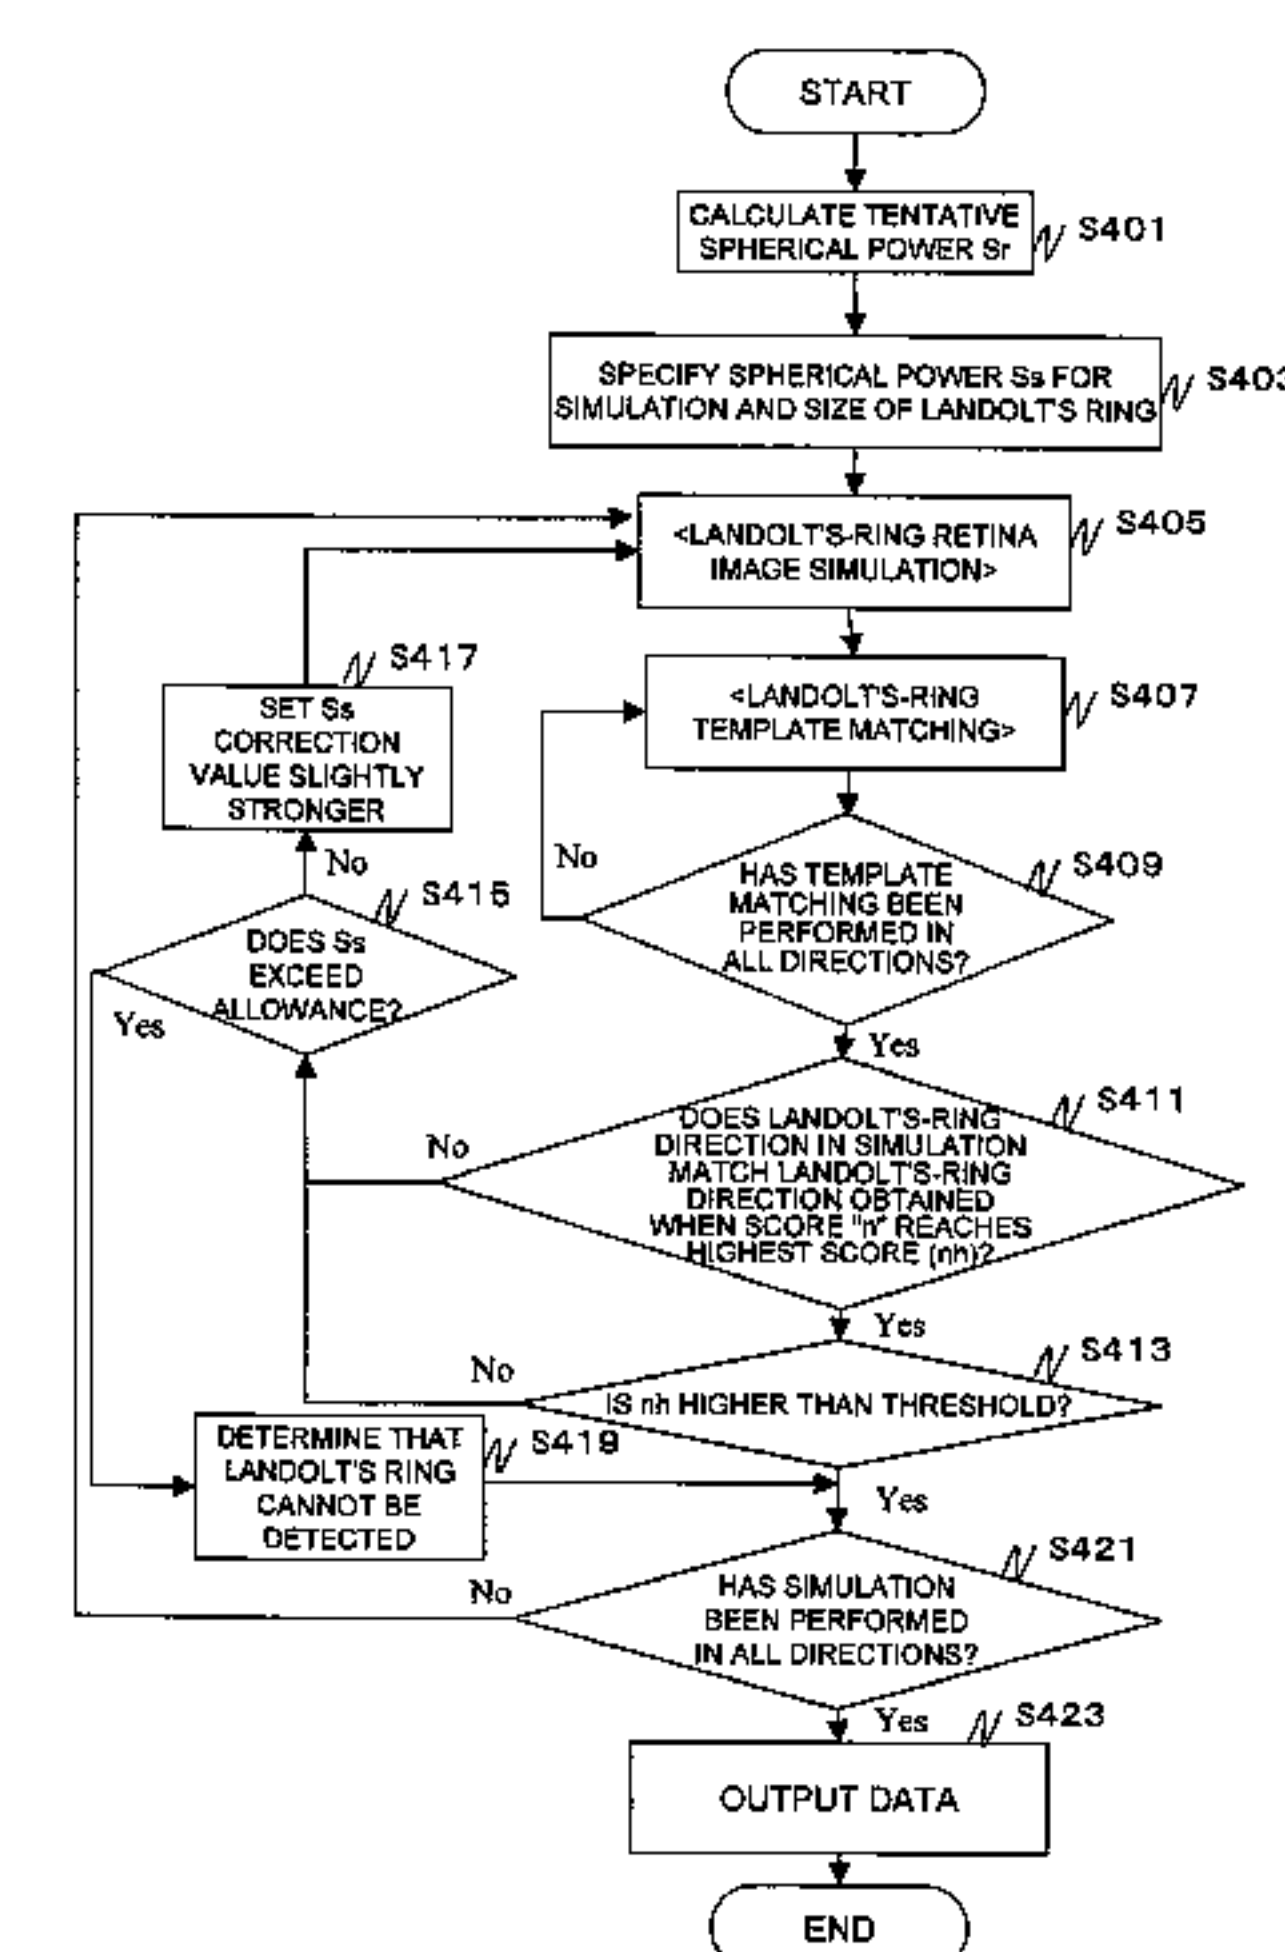 START
CALCULATE TENTATIVE
SPHERICAL POWER Sr
S401
SPECIFY SPHERICAL POWER Ss FOR
SIMULATION AND SIZE OF LANDOLT'S RING
S403
<LANDOLT'S-RING RETINA
IMAGE SIMULATION>
S405
S417
SET Ss
CORRECTION
VALUE SLIGHTLY
STRONGER
<LANDOLT'S-RING
TEMPLATE MATCHING>
S407
No
No
S409
HAS TEMPLATE
MATCHING BEEN
PERFORMED IN
ALL DIRECTIONS?
S415
DOES Ss
EXCEED
ALLOWANCE?
Yes
Yes
S411
No
DOES LANDOLT'S-RING
DIRECTION IN SIMULATION
MATCH LANDOLT'S-RING
DIRECTION OBTAINED
WHEN SCORE "n" REACHES
HIGHEST SCORE (nh)?
Yes
S413
No
IS nh HIGHER THAN THRESHOLD?
DETERMINE THAT
LANDOLT'S RING
CANNOT BE
DETECTED
S419
Yes
S421
No
HAS SIMULATION
BEEN PERFORMED
IN ALL DIRECTIONS?
Yes
S423
OUTPUT DATA
END